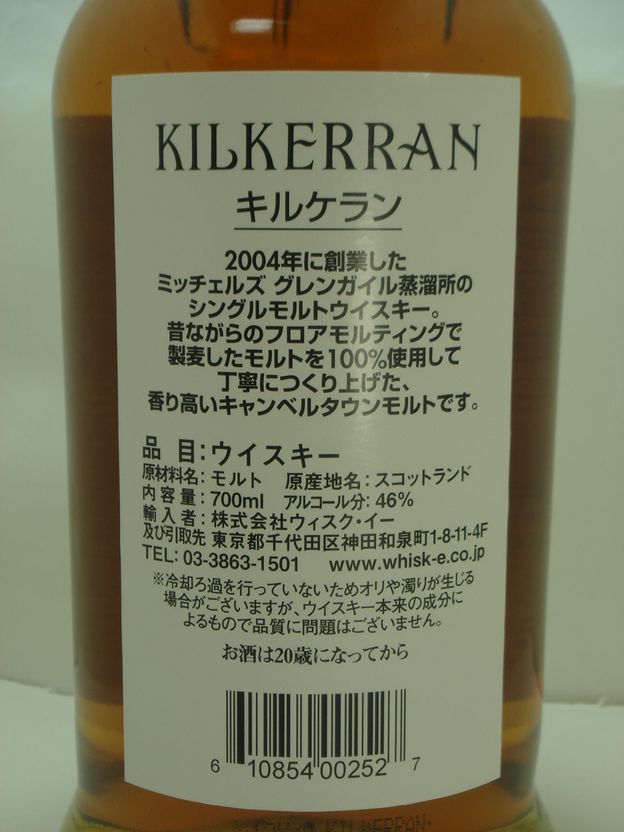 KILKERRAN
キルケラン
2004年に創業した
ミッチェルズ グレンガイル蒸溜所の
シングルモルトウイスキー。
昔ながらのフロアモルティングで
製麦したモルトを100%使用して
丁寧につくり上げた、
香り高いキャンベルタウンモルトです。
品 目:ウイスキー
原材料名:モルト 原産地名:スコットランド
内容量:700ml アルコール分:46%
輸入者:株式会社ウィスク・イー
及び引取先 東京都千代田区神田和泉町1-8-11-4F
TEL: 03-3863-1501 www.whisk-e.co.jp
※冷却ろ過を行っていないためオリや濁りが生じる
場合がございますが、ウイスキー本来の成分に
よるもので品質に問題はございません。
お酒は20歳になってから
6 10854 00252 7
KILKERRAN